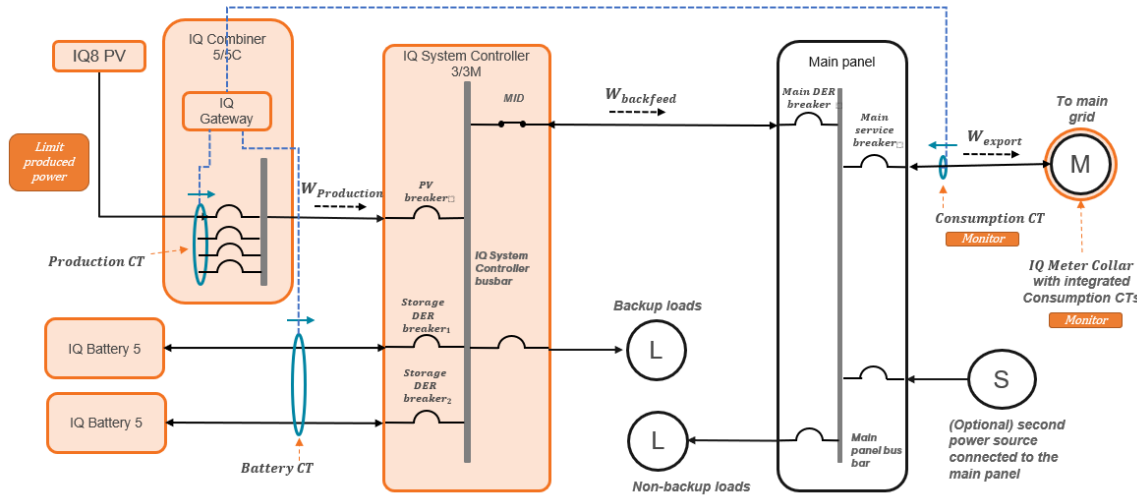 IQ8 PV
Limit
produced
power
IQ Combiner
5/5C
IQ
Gateway
Production CT
W Production
IQ System Controller
3/3M
MID
PV
breaker□
IQ System
Controller
busbar
Storage
DER
breaker1
Storage
DER
breaker2
IQ Battery 5
IQ Battery 5
Battery CT
W backfeed
Backup loads
L
L
Non-backup loads
Main panel
Main DER
breaker □
Main
service
breaker□
Main
panel bus
bar
W export
To main
grid
M
Consumption CT
Monitor
IQ Meter Collar
with integrated
Consumption CTs
Monitor
S
(Optional) second
power source
connected to the
main panel